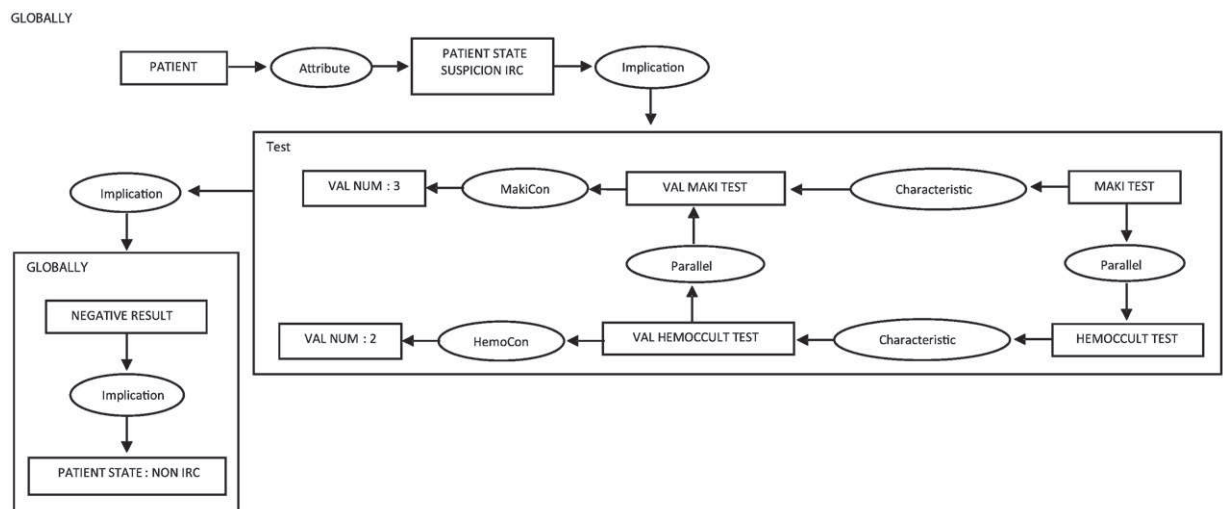 GLOBALLY
PATIENT
Attribute
PATIENT STATE
SUSPICION IRC
Implication
Test
Implication
VAL NUM : 3
MakiCon
VAL MAKI TEST
Characteristic
MAKI TEST
GLOBALLY
Parallel
Parallel
NEGATIVE RESULT
VAL NUM : 2
HemoCon
VAL HEMOCCULT TEST
Characteristic
HEMOCCULT TEST
Implication
PATIENT STATE : NON IRC